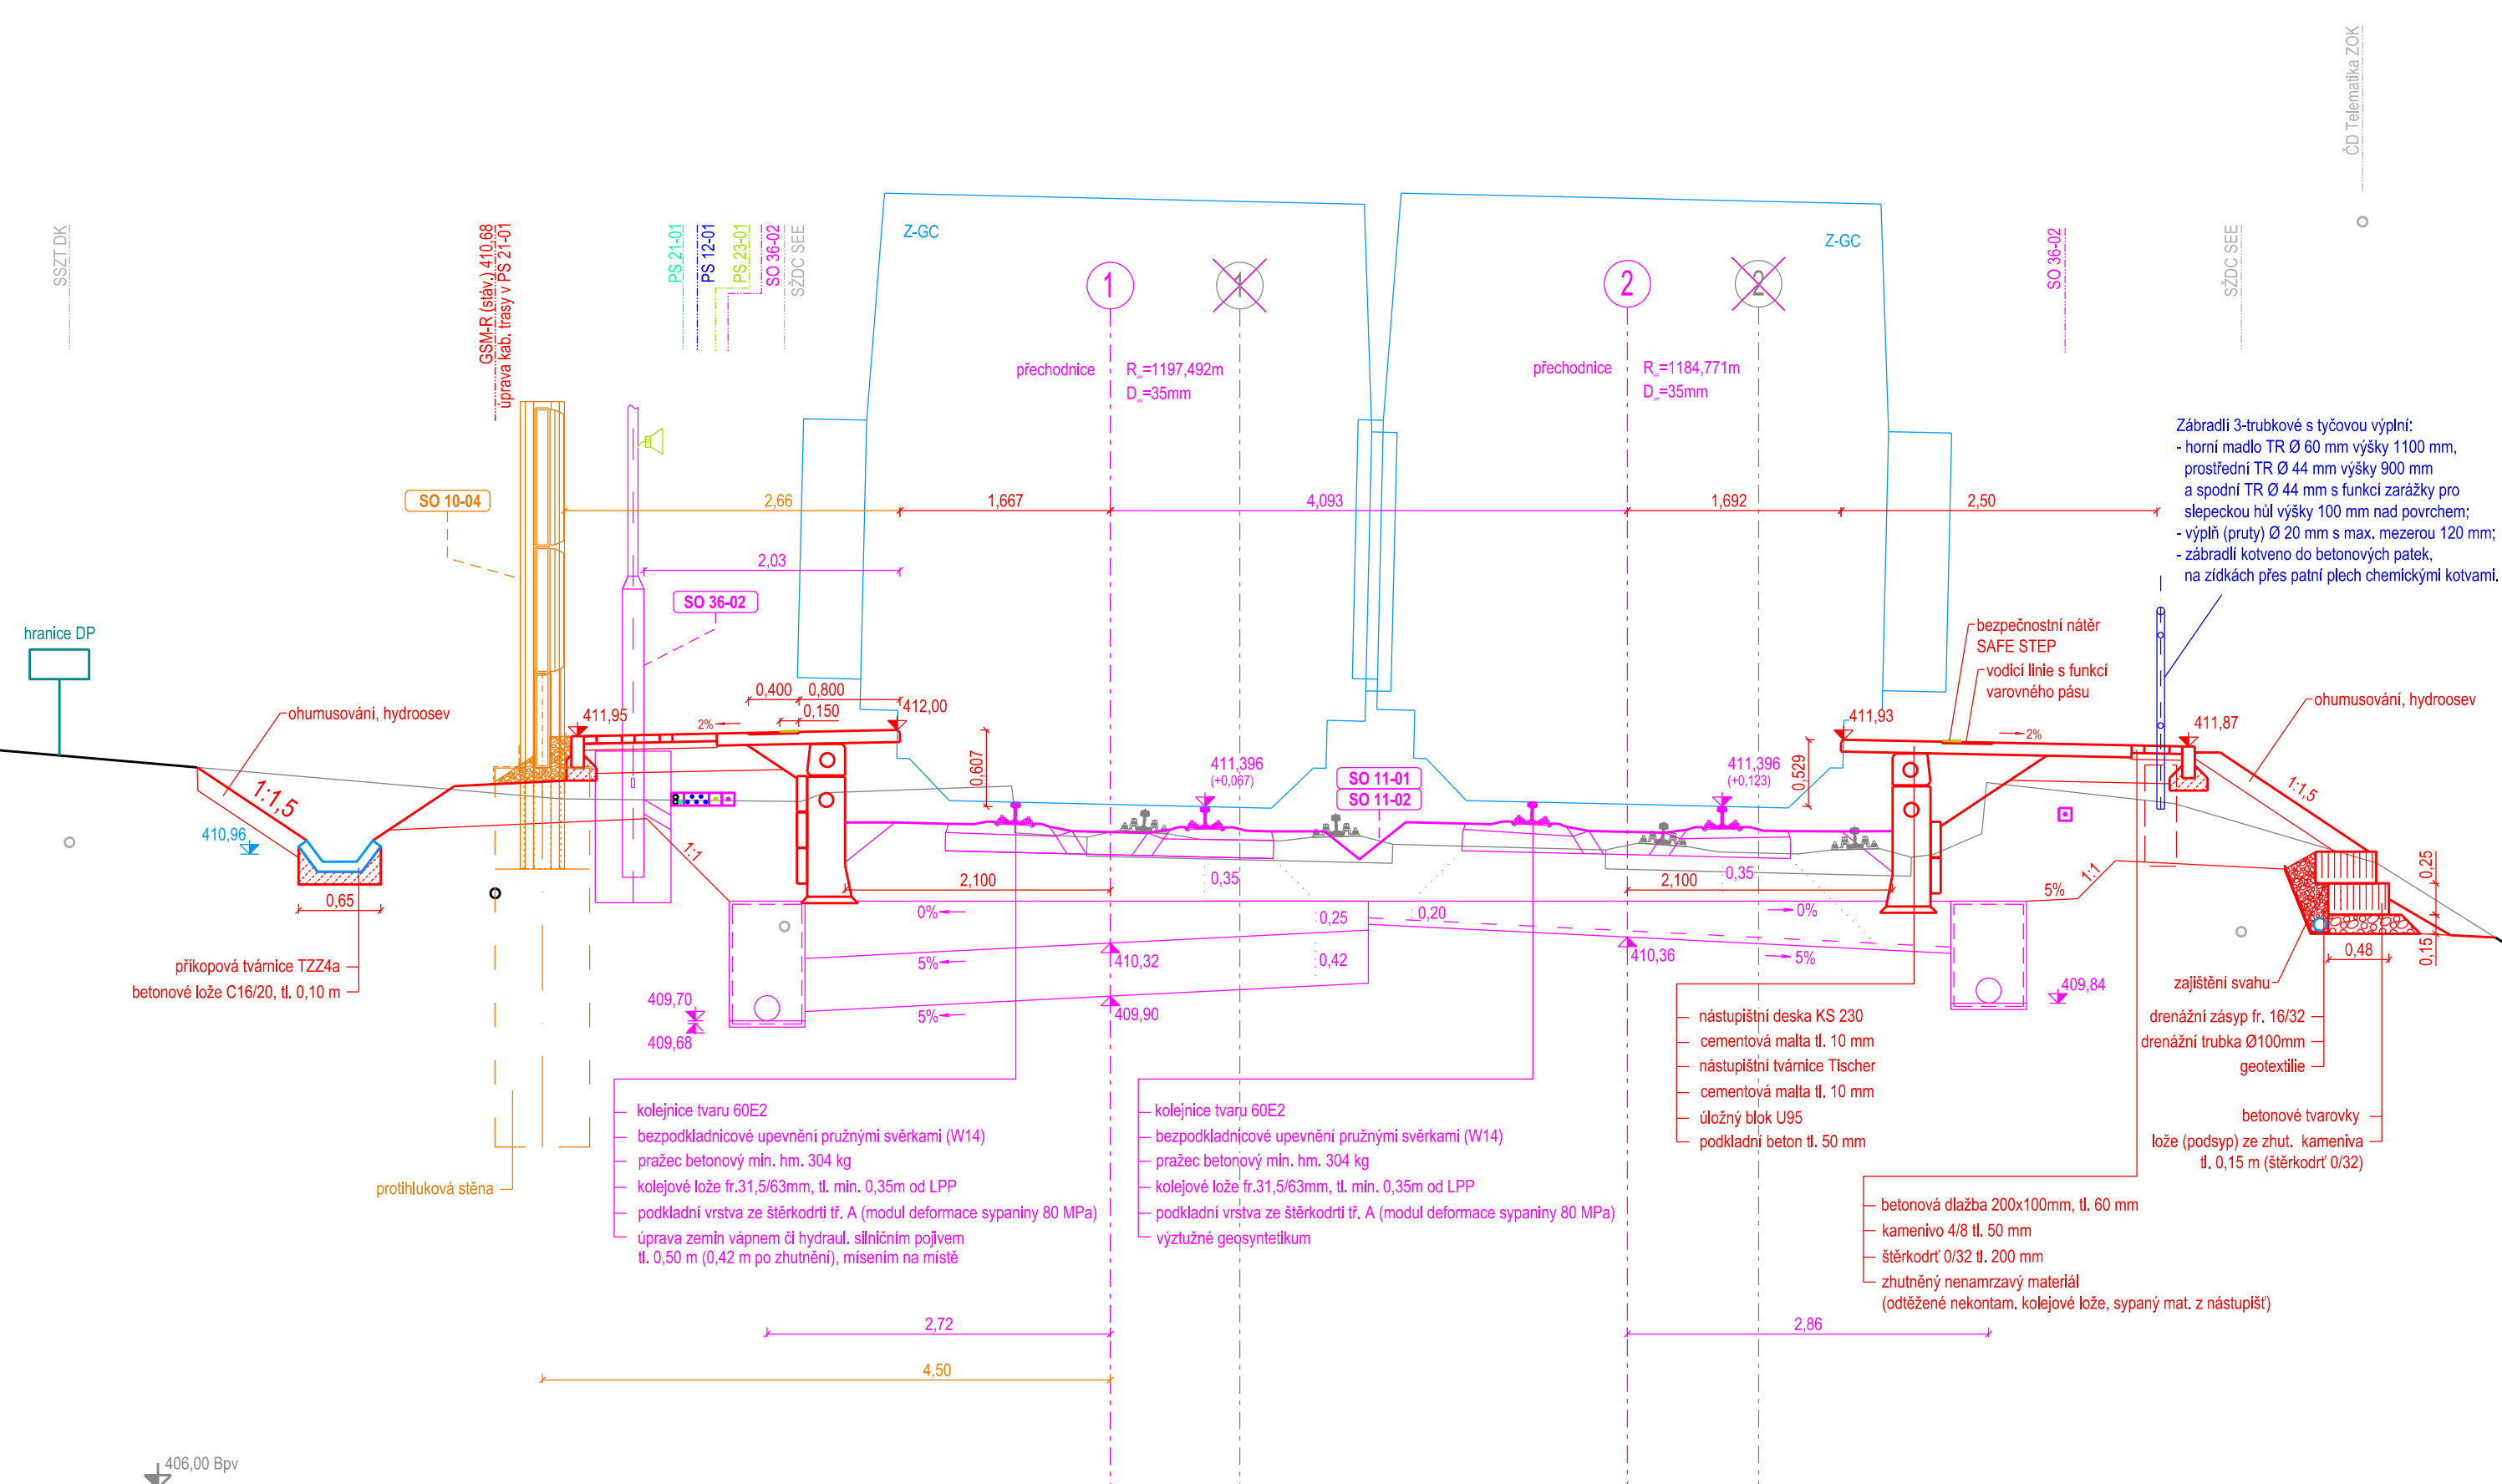 ČD Telematika ZOK
SSZT DK
GSM-R (stáv.) 410,68
úprava kab. trasy v PS 21-01
PS 21-01
PS 12-01
PS 23-01
SO 36-02
SŽDC SEE
Z-GC
Z-GC
SO 36-02
SŽDC SEE
1
1
2
2
přechodnice
R =1197,492m
D =35mm
přechodnice
R =1184,771m
D =35mm
Zábradlí 3-trubkové s tyčovou výplní:
- horní madlo TR Ø 60 mm výšky 1100 mm,
prostřední TR Ø 44 mm výšky 900 mm
a spodní TR Ø 44 mm s funkcí zarážky pro
slepeckou hůl výšky 100 mm nad povrchem;
- výplň (pruty) Ø 20 mm s max. mezerou 120 mm;
- zábradlí kotveno do betonových patek,
na zídkách přes patní plech chemickými kotvami.
SO 10-04
2,66
1,667
4,093
1,692
2,50
2,03
SO 36-02
hranice DP
bezpečnostní nátěr
SAFE STEP
vodicí linie s funkcí
varovného pásu
ohumusování, hydroosev
411,95
2%
0,400
0,800
0,150
412,00
411,93
2%
411,87
ohumusování, hydroosev
0,607
411,396
(+0,067)
SO 11-01
SO 11-02
411,396
(+0,123)
0,529
1:1,5
1:1,5
410,96
1:1
2,100
0,35
2,100
0,35
5%
1:1
0,25
0,65
0%
0,25
0,20
0%
0,48
0,15
příkopová tvárnice TZZ4a
betonové lože C16/20, tl. 0,10 m
5%
410,32
0,42
410,36
5%
409,70
409,68
5%
409,90
409,84
zajištění svahu
drenážní zásyp fr. 16/32
drenážní trubka Ø100mm
geotextilie
nástupištní deska KS 230
cementová malta tl. 10 mm
nástupištní tvárnice Tischer
cementová malta tl. 10 mm
úložný blok U95
podkladní beton tl. 50 mm
betonové tvarovky
lože (podsyp) ze zhut. kameniva
tl. 0,15 m (štěrkodrť 0/32)
protihluková stěna
kolejnice tvaru 60E2
bezpodkladnicové upevnění pružnými svěrkami (W14)
pražec betonový min. hm. 304 kg
kolejové lože fr.31,5/63mm, tl. min. 0,35m od LPP
podkladní vrstva ze štěrkodrti tř. A (modul deformace sypaniny 80 MPa)
úprava zemin vápnem či hydraul. silničním pojivem
tl. 0,50 m (0,42 m po zhutnění), mísením na místě
kolejnice tvaru 60E2
bezpodkladnicové upevnění pružnými svěrkami (W14)
pražec betonový min. hm. 304 kg
kolejové lože fr.31,5/63mm, tl. min. 0,35m od LPP
podkladní vrstva ze štěrkodrti tř. A (modul deformace sypaniny 80 MPa)
výztužné geosyntetikum
betonová dlažba 200x100mm, tl. 60 mm
kamenivo 4/8 tl. 50 mm
štěrkodrť 0/32 tl. 200 mm
zhutněný nenamrzavý materiál
(odtěžené nekontam. kolejové lože, sypaný mat. z nástupišť)
2,72
2,86
4,50
406,00 Bpv